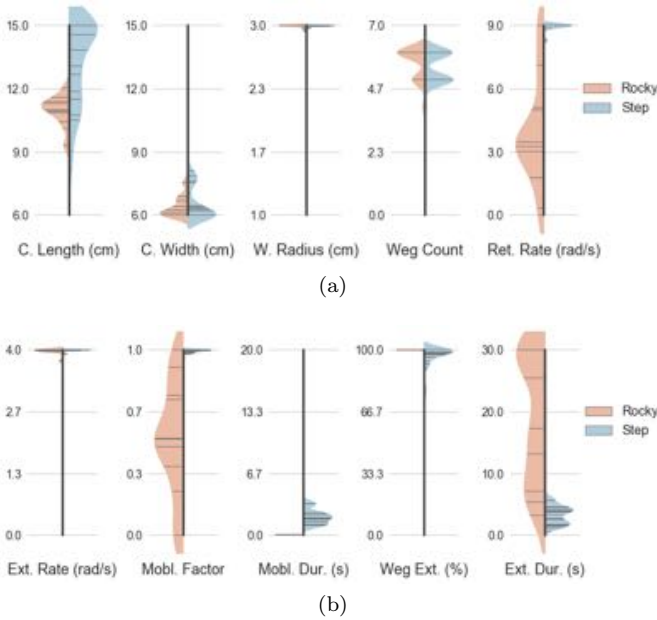 15.0 15.0 3.0 7.0 9.0
12.0 12.0 2.3 4.7 6.0
Rocky
Step
9.0 9.0 1.7 2.3 3.0
6.0 6.0 1.0 0.0 0.0
C. Length (cm) C. Width (cm) W. Radius (cm) Weg Count Ret. Rate (rad/s)
(a)
4.0 1.0 20.0 100.0 30.0
2.7 0.7 13.3 66.7 20.0
Rocky
Step
1.3 0.3 6.7 33.3 10.0
0.0 0.0 0.0 0.0 0.0
Ext. Rate (rad/s) Mobl. Factor Mobl. Dur. (s) Weg Ext. (%) Ext. Dur. (s)
(b)